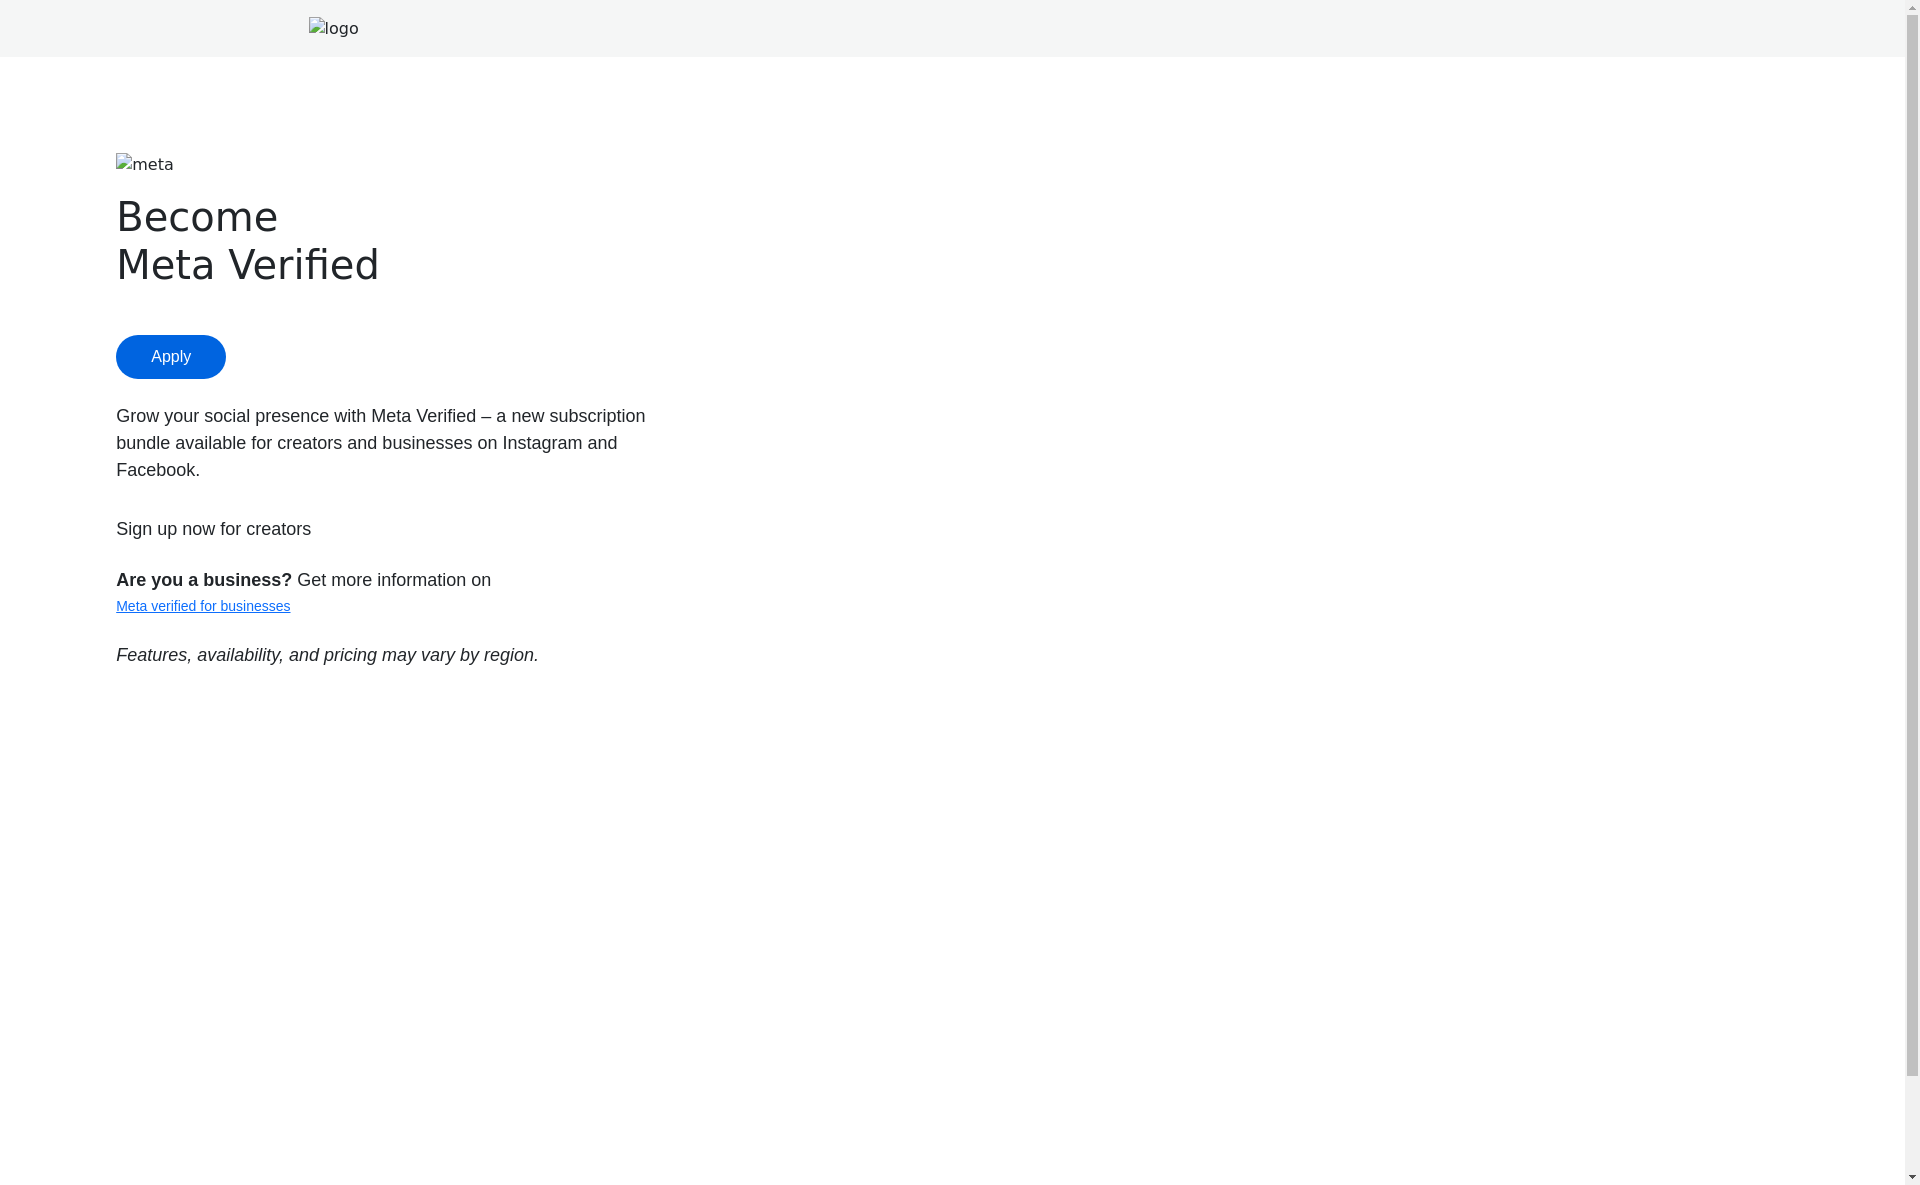 logo
meta
Become
Meta Verified
Apply
Grow your social presence with Meta Verified – a new subscription
bundle available for creators and businesses on Instagram and
Facebook.
Sign up now for creators
Are you a business? Get more information on
Meta verified for businesses
Features, availability, and pricing may vary by region.